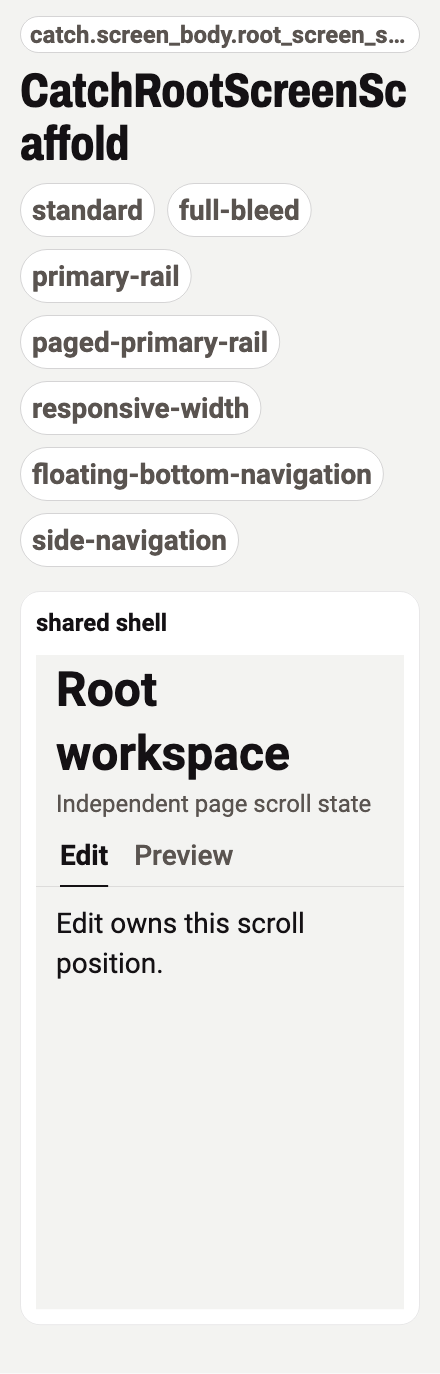 catch.screen_body.root_screen_s...
CatchRootScreenSc
affold
standard full-bleed
primary-rail
paged-primary-rail
responsive-width
floating-bottom-navigation
side-navigation
shared shell
Root
workspace
Independent page scroll state
Edit Preview
Edit owns this scroll
position.